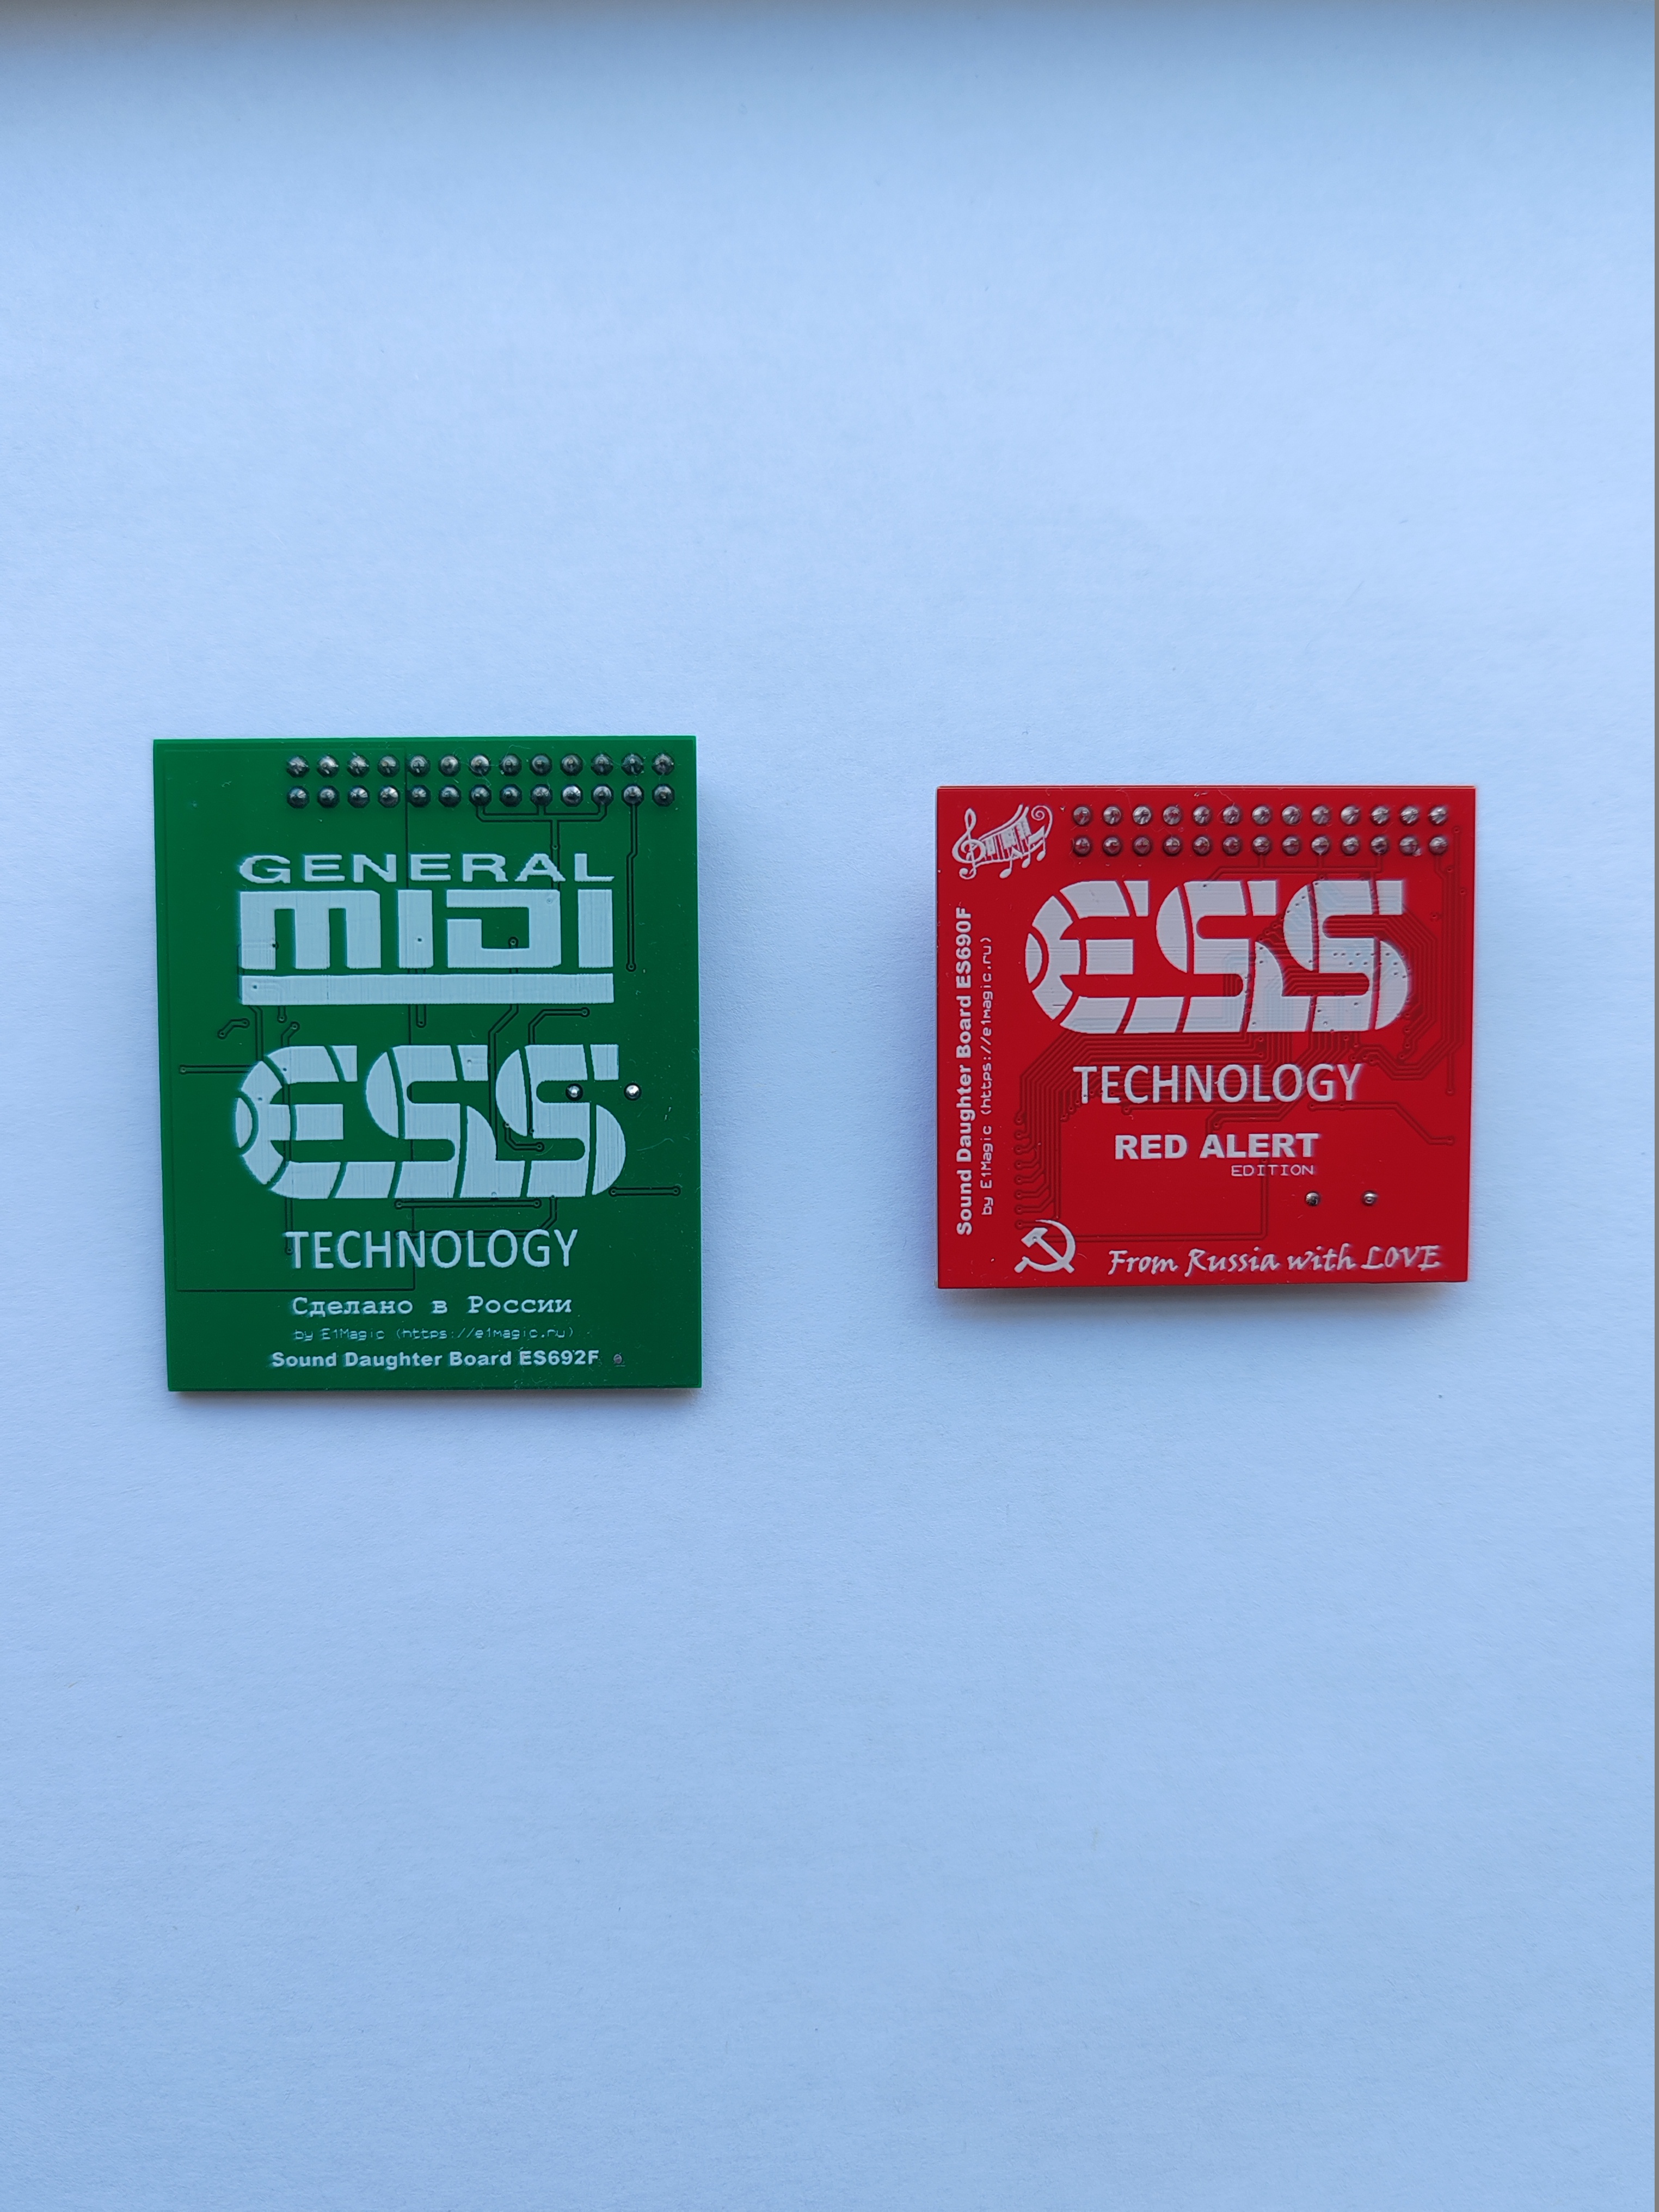 GENERAL
MIDI
ESS
TECHNOLOGY
Сделано в России
by E1Magic (https://e1magic.ru)
Sound Daughter Board ES692F
Sound Daughter Board ES690F
by E1Magic (https://e1magic.ru)
ESS
TECHNOLOGY
RED ALERT
EDITION
From Russia with LOVE